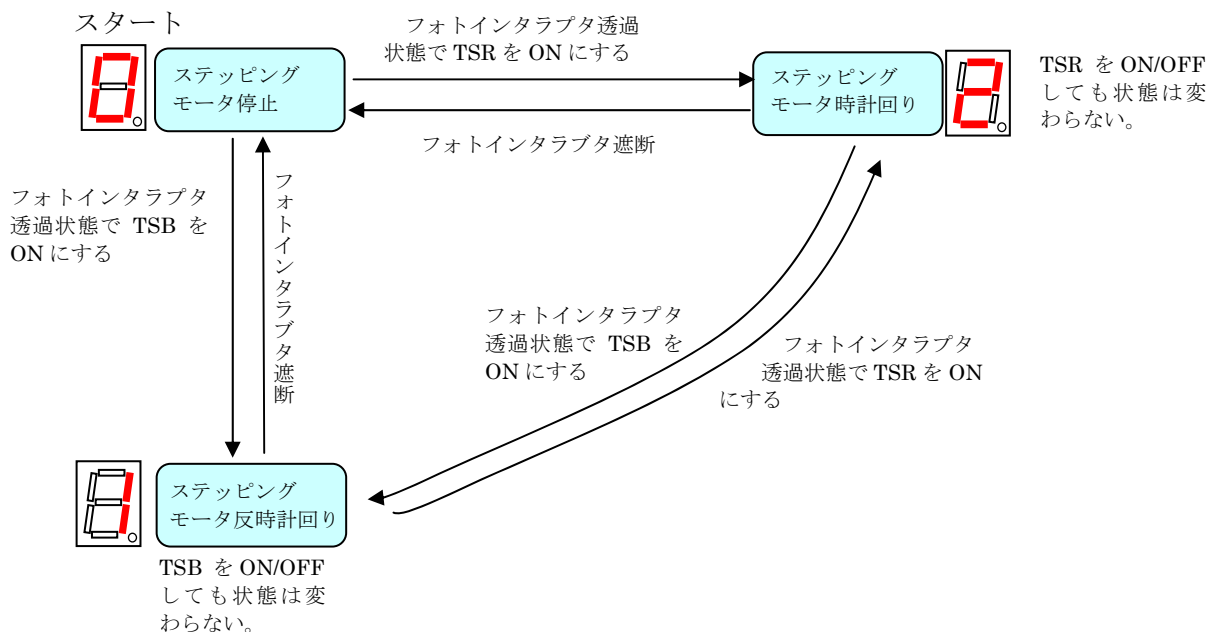 スタート
フォトインタラプタ透過
状態で TSR を ON にする
ステッピング
モータ停止
ステッピング
モータ時計回り
TSR を ON/OFF
しても状態は変
わらない。
フォトインタラブタ遮断
フォトインタラプタ
透過状態で TSB を
ON にする
フォトインタラブタ遮断
フォトインタラプタ
透過状態で TSB を
ON にする
フォトインタラプタ
透過状態で TSR を ON
にする
ステッピング
モータ反時計回り
TSB を ON/OFF
しても状態は変
わらない。
0
2
1